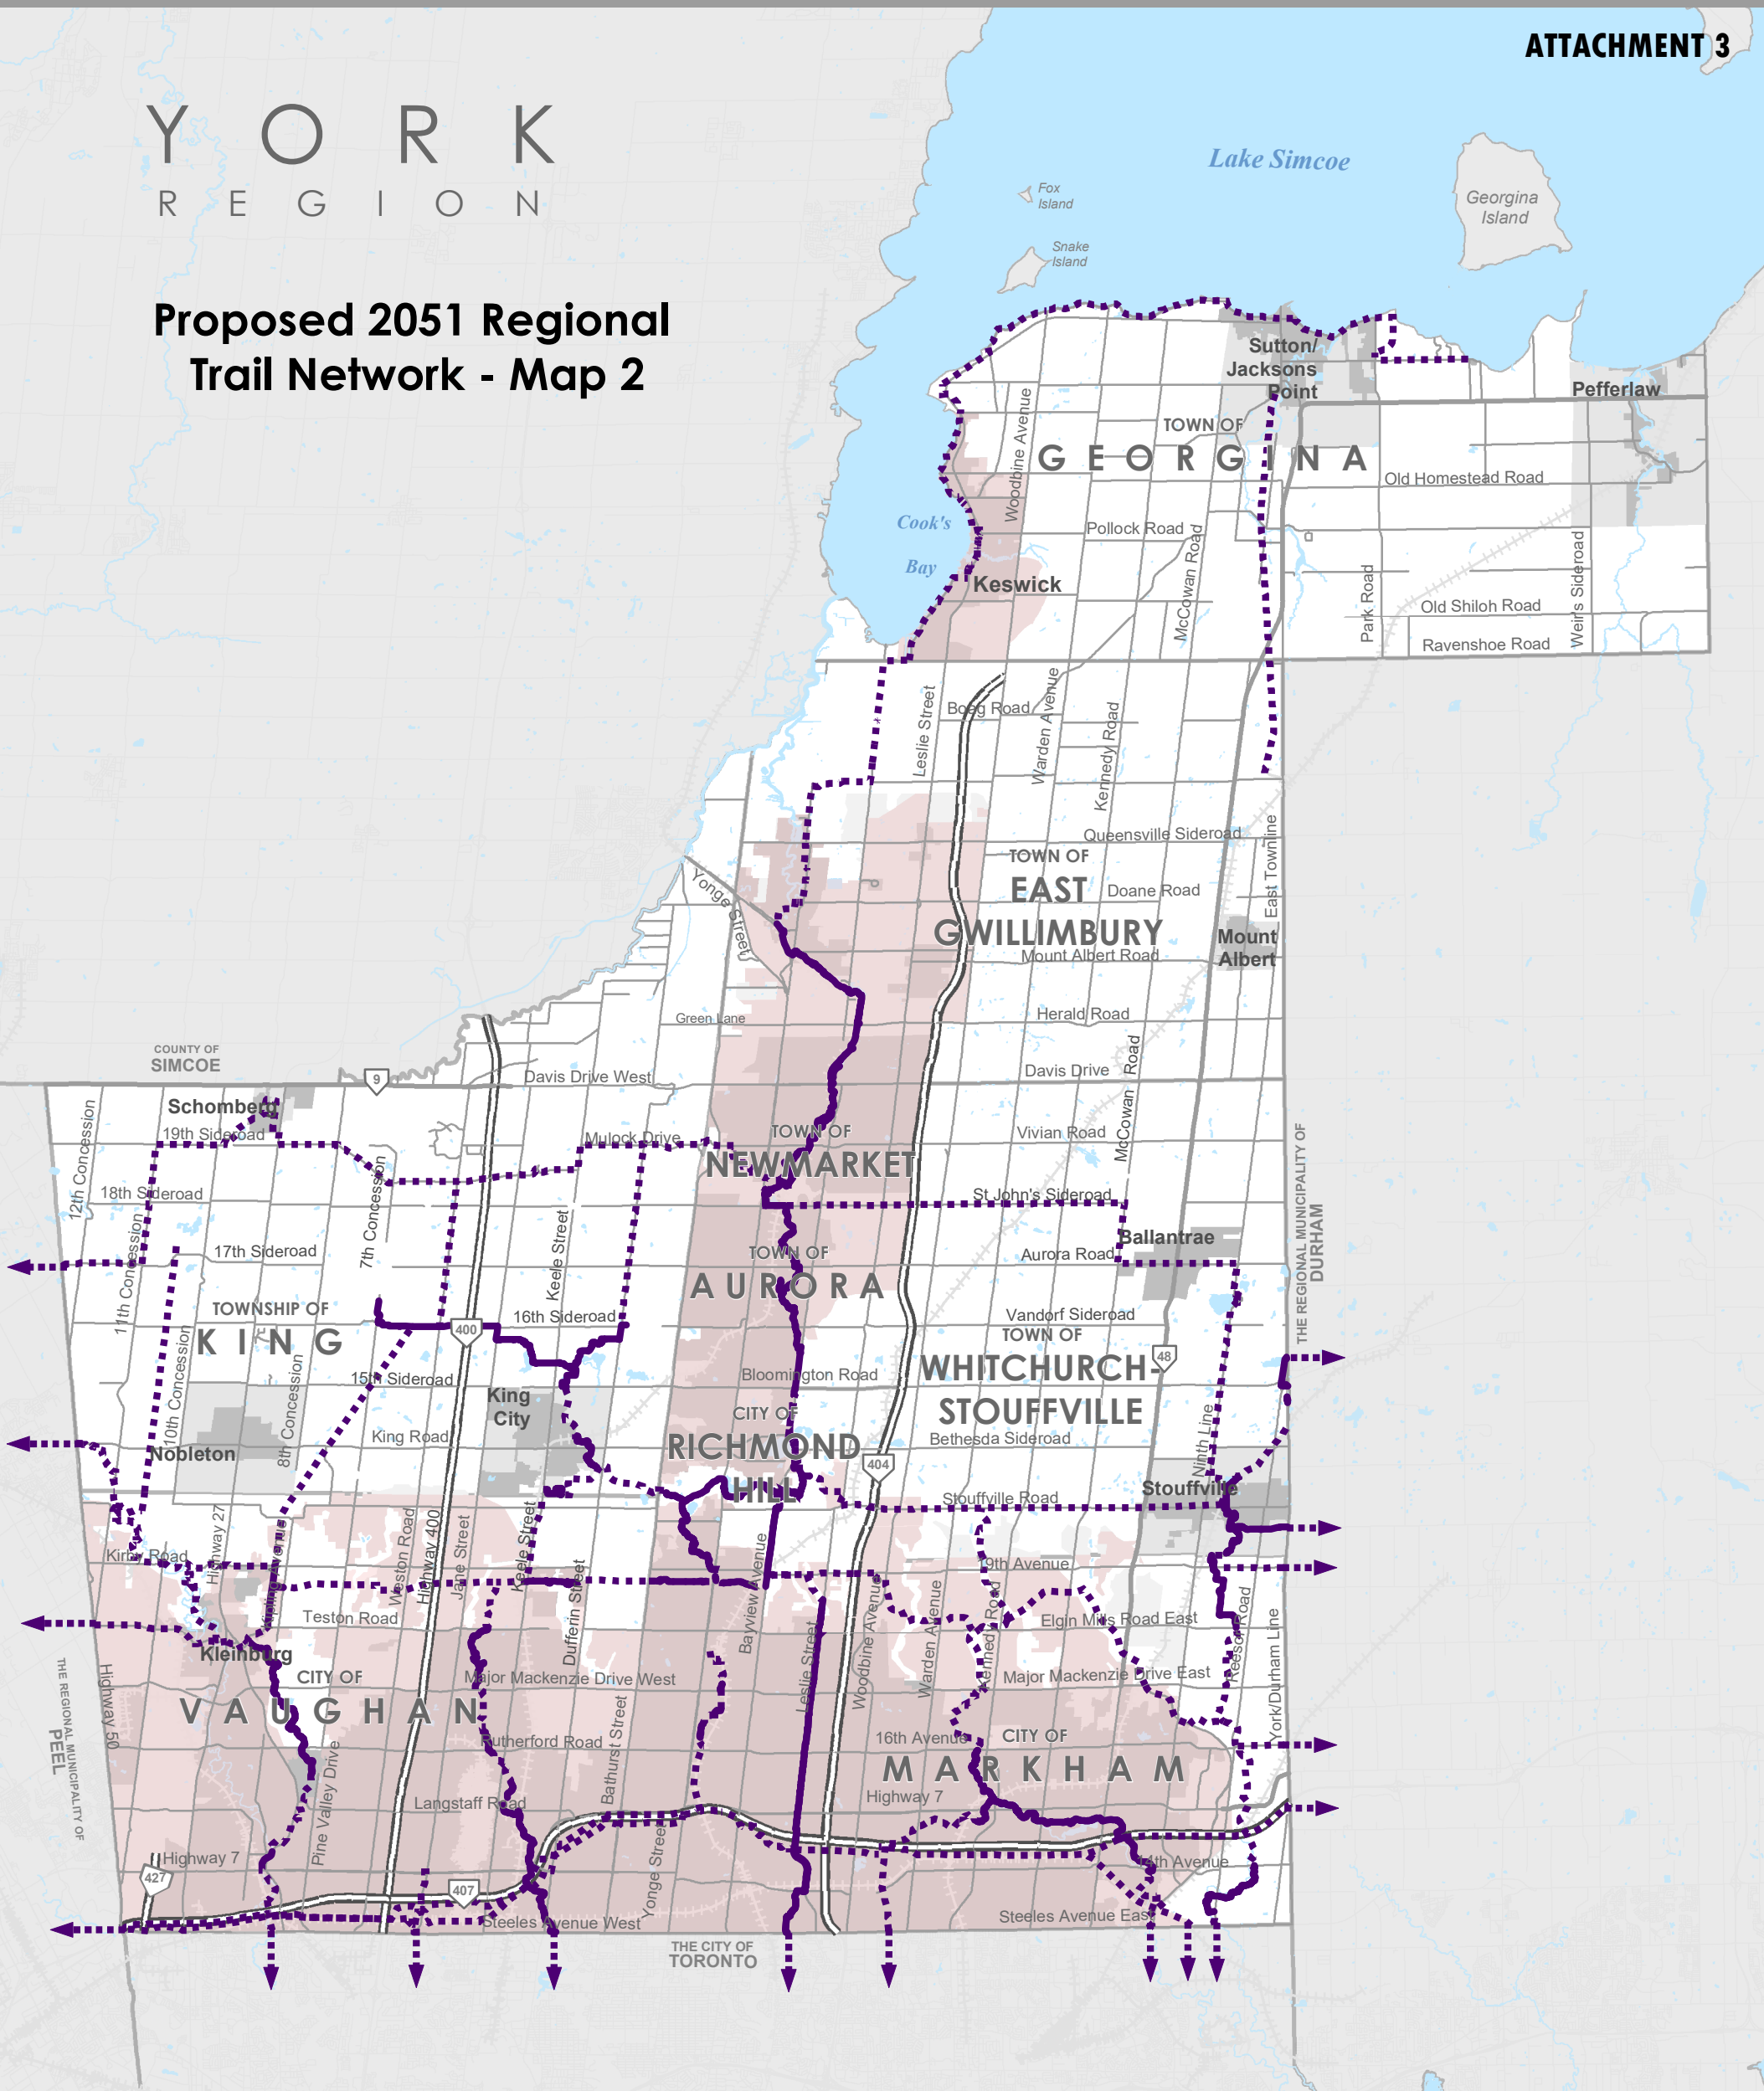 ATTACHMENT 3
YORK
REGION
Proposed 2051 Regional
Trail Network - Map 2
Lake Simcoe
Georgina
Island
Fox
Island
Snake
Island
Sutton/
Jacksons
Point
Pefferlaw
Woodbine Avenue
TOWN OF
GEORGINA
Old Homestead Road
Cook's
Bay
Pollock Road
McCowan Road
Keswick
Park Road
Weir's Sideroad
Old Shiloh Road
Ravenshoe Road
Leslie Street
Boag Road
Warden Avenue
Kennedy Road
Queensville Sideroad
East Townline
TOWN OF
EAST
GWILLIMBURY
Doane Road
Yonge Street
Mount
Albert
Mount Albert Road
Green Lane
Herald Road
COUNTY OF
SIMCOE
9
Davis Drive West
Davis Drive
McCowan Road
Schomberg
19th Sideroad
12th Concession
Mulock Drive
TOWN OF
NEWMARKET
Vivian Road
18th Sideroad
7th Concession
St John's Sideroad
THE REGIONAL MUNICIPALITY OF
DURHAM
11th Concession
17th Sideroad
Keele Street
TOWN OF
AURORA
Aurora Road
Ballantrae
TOWNSHIP OF
KING
16th Sideroad
400
Vandorf Sideroad
TOWN OF
WHITCHURCH-
STOUFFVILLE
48
10th Concession
8th Concession
15th Sideroad
King
City
Bloomington Road
CITY OF
RICHMOND
HILL
King Road
Nobleton
Bethesda Sideroad
404
Ninth Line
Stouffville
Stouffville Road
Highway 27
Kirby Road
Kipling Avenue
Weston Road
Highway 400
Jane Street
Keele Street
Dufferin Street
Bayview Avenue
19th Avenue
Teston Road
Elgin Mills Road East
Kleinburg
CITY OF
VAUGHAN
Major Mackenzie Drive West
Leslie Street
Woodbine Avenue
Warden Avenue
Kennedy Road
Major Mackenzie Drive East
Reesor Road
York/Durham Line
THE REGIONAL MUNICIPALITY OF
PEEL
Highway 50
Rutherford Road
Bathurst Street
16th Avenue
CITY OF
MARKHAM
Pine Valley Drive
Langstaff Road
Highway 7
Highway 7
Yonge Street
14th Avenue
427
407
Steeles Avenue West
Steeles Avenue East
THE CITY OF
TORONTO